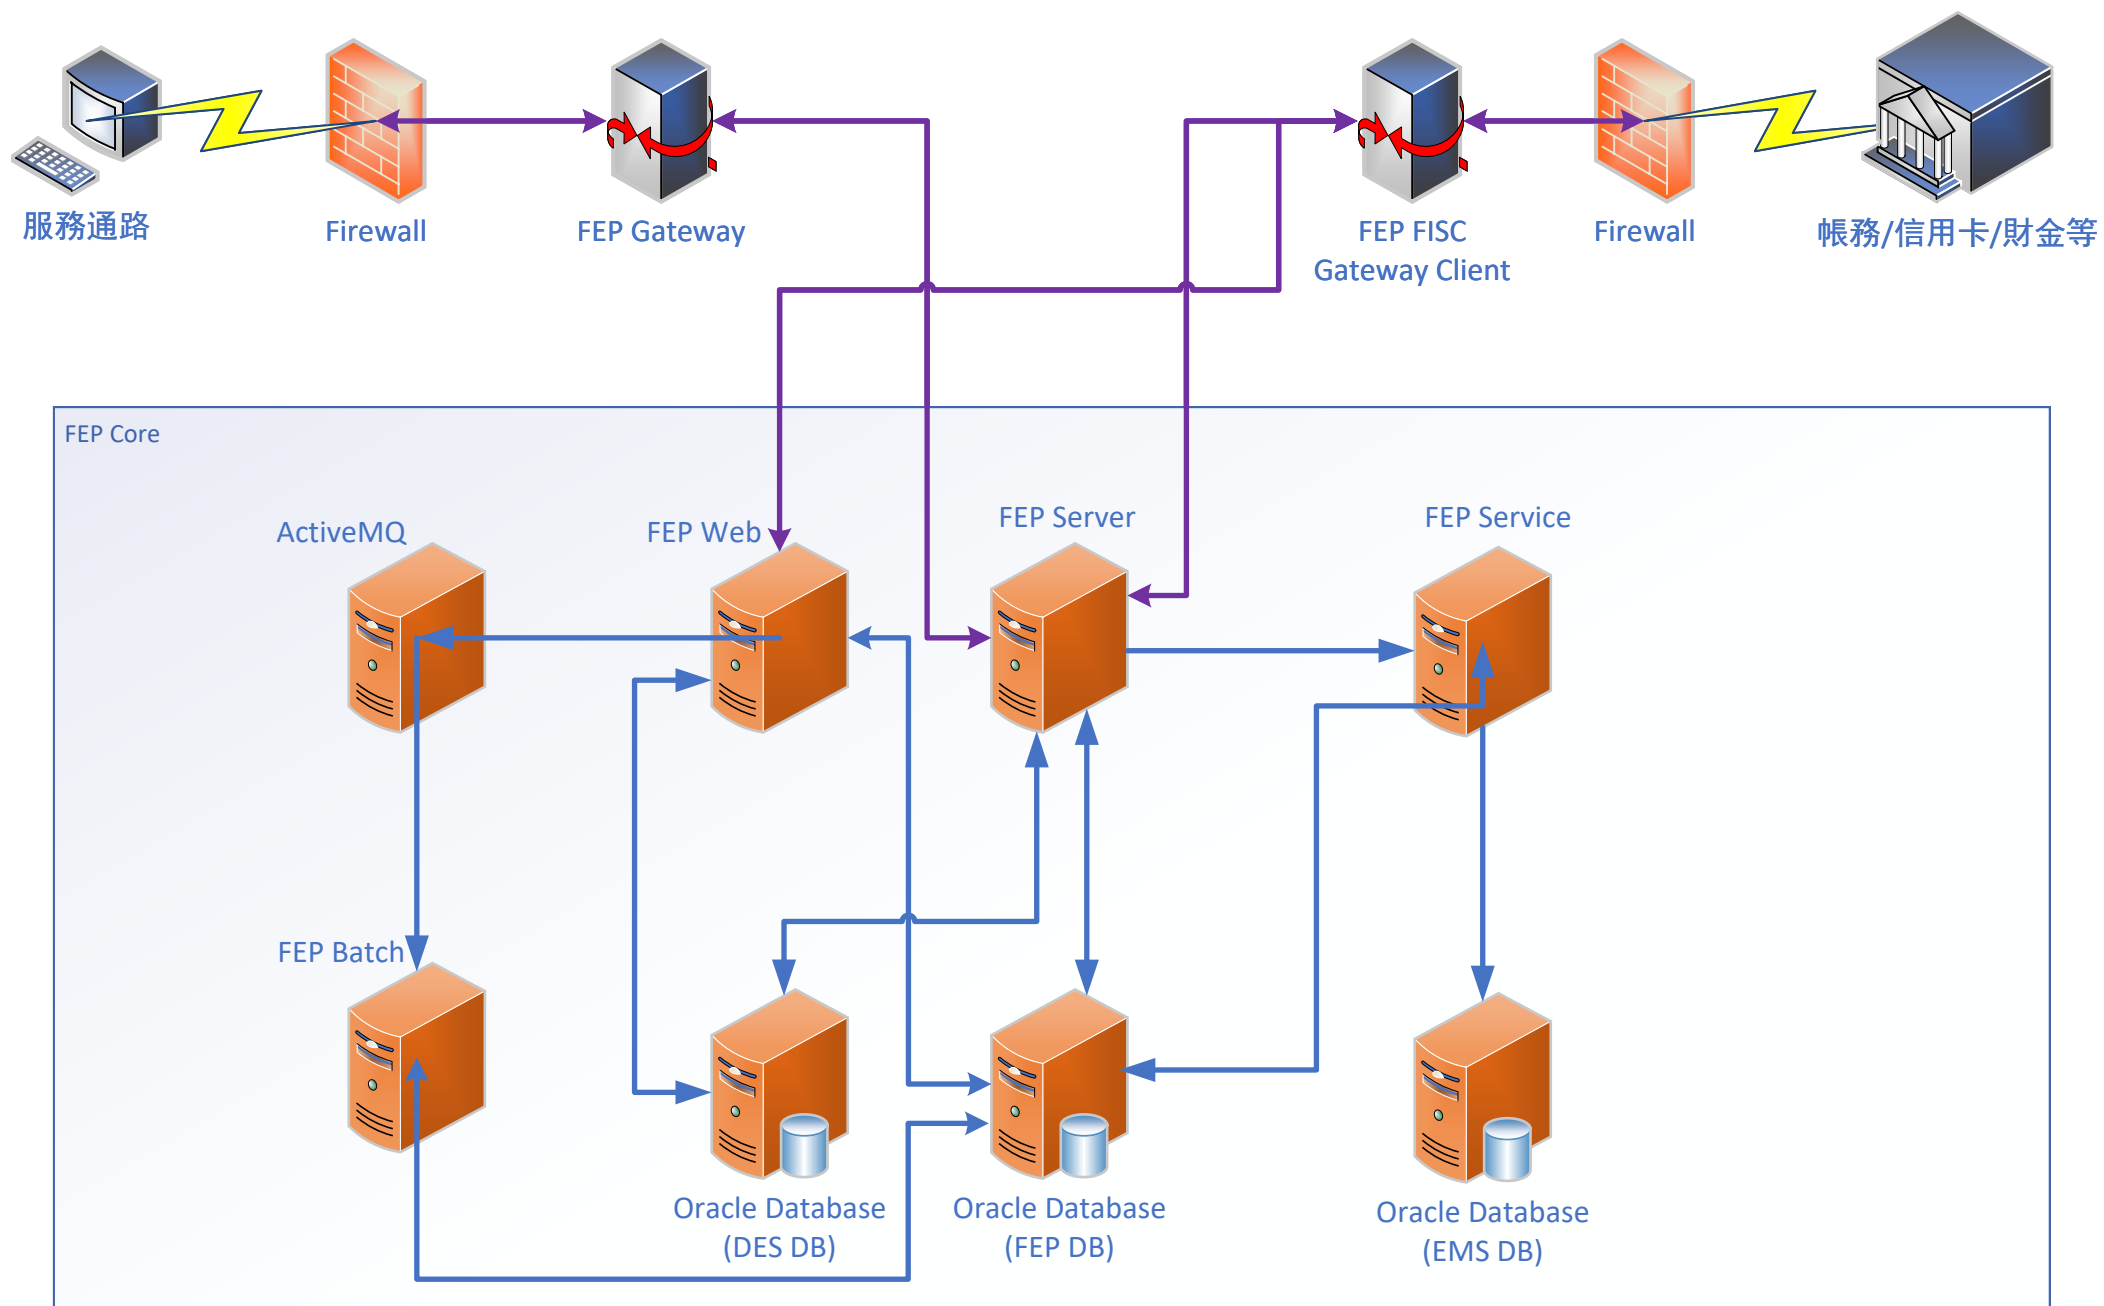 服務通路
Firewall
FEP Gateway
FEP FISC
Gateway Client
Firewall
帳務/信用卡/財金等
FEP Core
ActiveMQ
FEP Web
FEP Server
FEP Service
FEP Batch
Oracle Database
(DES DB)
Oracle Database
(FEP DB)
Oracle Database
(EMS DB)